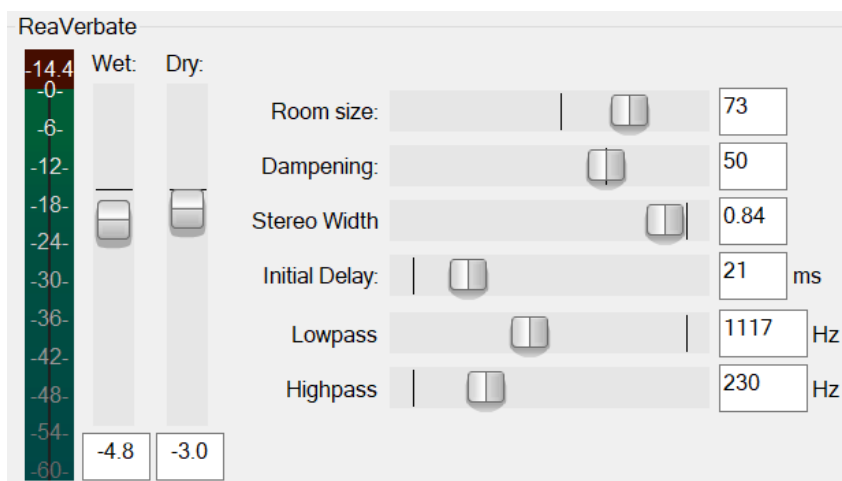 ReaVerbate
-14.4
-0-
-6-
-12-
-18-
-24-
-30-
-36-
-42-
-48-
-54-
-60-
Wet:
Dry:
-4.8
-3.0
Room size:
73
Dampening:
50
Stereo Width
0.84
Initial Delay:
21 ms
Lowpass
1117 Hz
Highpass
230 Hz